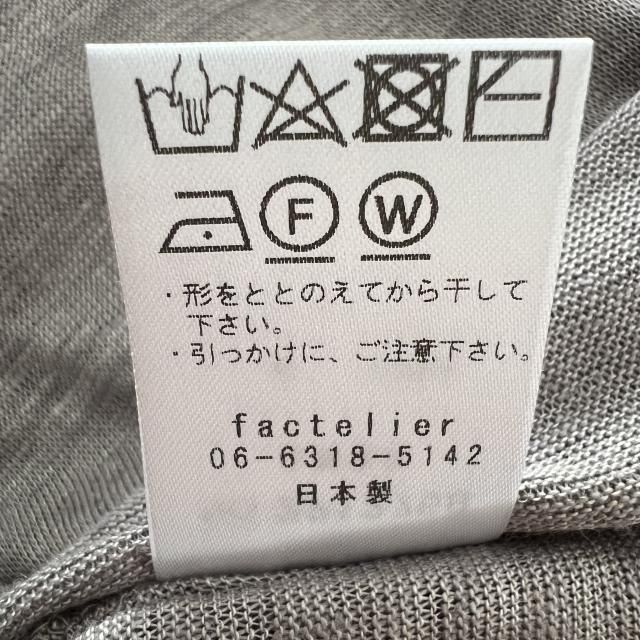 F W
・形をととのえてから干して
下さい。
・引っかけに、ご注意下さい。
factelier
06-6318-5142
日本製